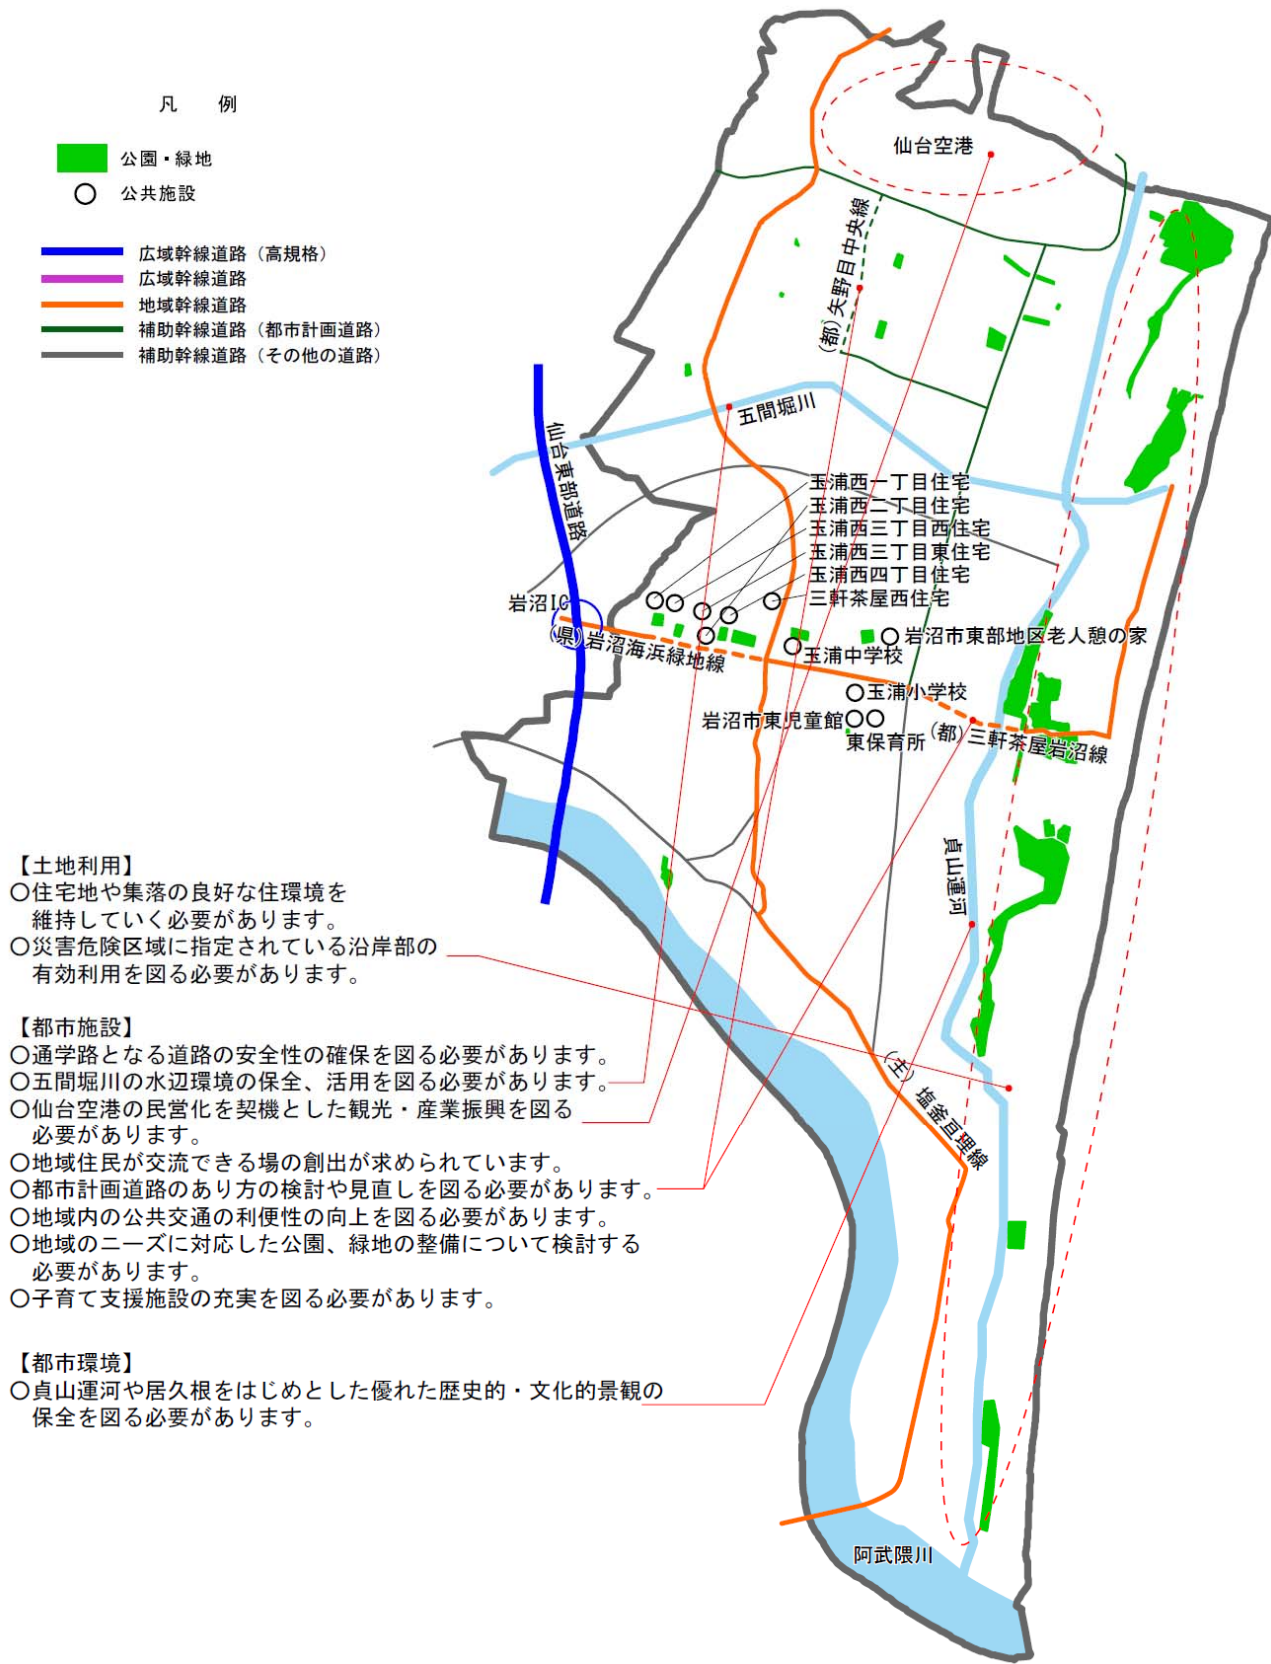 凡 例
公園・緑地
公共施設
広域幹線道路（高規格）
広域幹線道路
地域幹線道路
補助幹線道路（都市計画道路）
補助幹線道路（その他の道路）
仙台空港
(都)矢野目中央線
五間堀川
仙台東部道路
玉浦西一丁目住宅
玉浦西二丁目住宅
玉浦西三丁目西住宅
玉浦西三丁目東住宅
玉浦西四丁目住宅
三軒茶屋西住宅
岩沼IC
(県)岩沼海浜緑地線
岩沼市東部地区老人憩の家
玉浦中学校
玉浦小学校
岩沼市東児童館
東保育所
(都)三軒茶屋岩沼線
貞山運河
(主)塩釜亘理線
阿武隈川
【土地利用】
○住宅地や集落の良好な住環境を
維持していく必要があります。
○災害危険区域に指定されている沿岸部の
有効利用を図る必要があります。
【都市施設】
○通学路となる道路の安全性の確保を図る必要があります。
○五間堀川の水辺環境の保全、活用を図る必要があります。
○仙台空港の民営化を契機とした観光・産業振興を図る
必要があります。
○地域住民が交流できる場の創出が求められています。
○都市計画道路のあり方の検討や見直しを図る必要があります。
○地域内の公共交通の利便性の向上を図る必要があります。
○地域のニーズに対応した公園、緑地の整備について検討する
必要があります。
○子育て支援施設の充実を図る必要があります。
【都市環境】
○貞山運河や居久根をはじめとした優れた歴史的・文化的景観の
保全を図る必要があります。